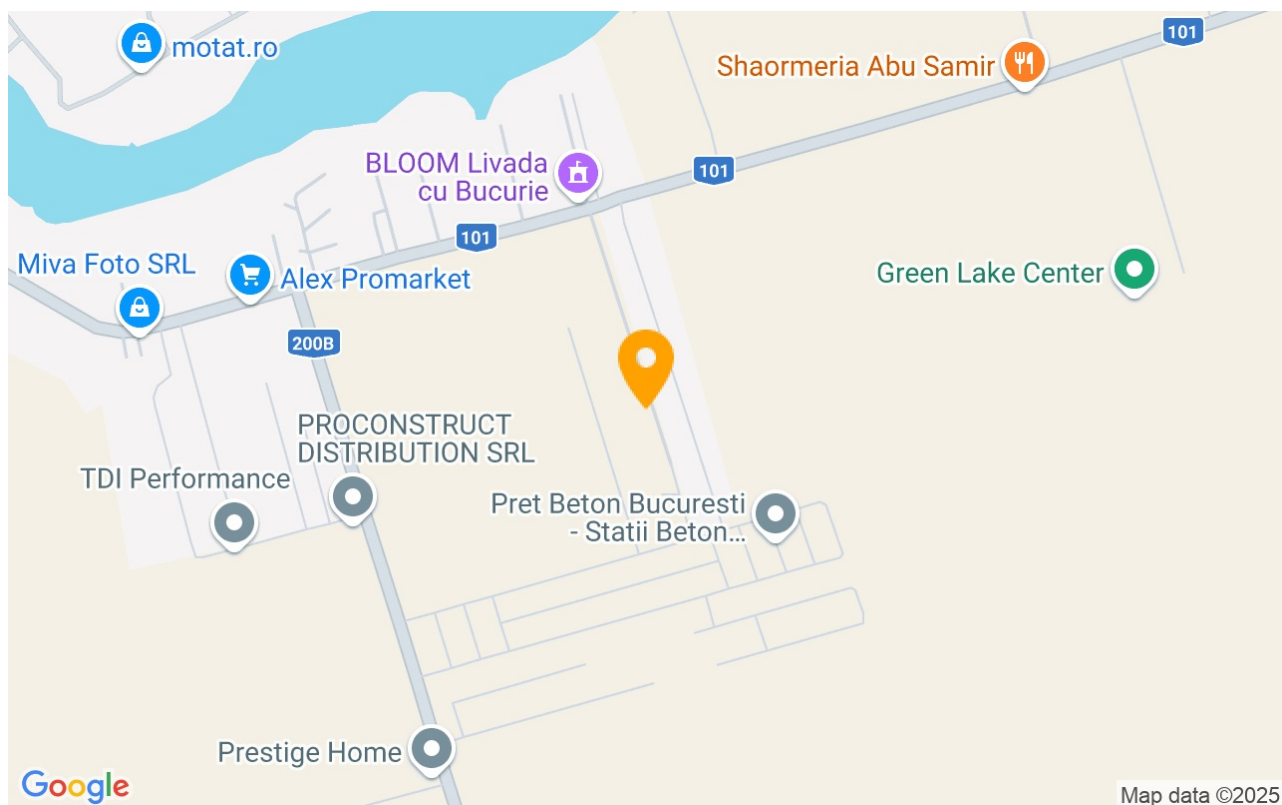 motat.ro
101
Shaormeria Abu Samir
BLOOM Livada
cu Bucurie
101
101
Miva Foto SRL
Alex Promarket
Green Lake Center
200B
PROCONSTRUCT
DISTRIBUTION SRL
TDI Performance
Pret Beton Bucuresti
- Statii Beton...
Prestige Home
Google
Map data ©2025